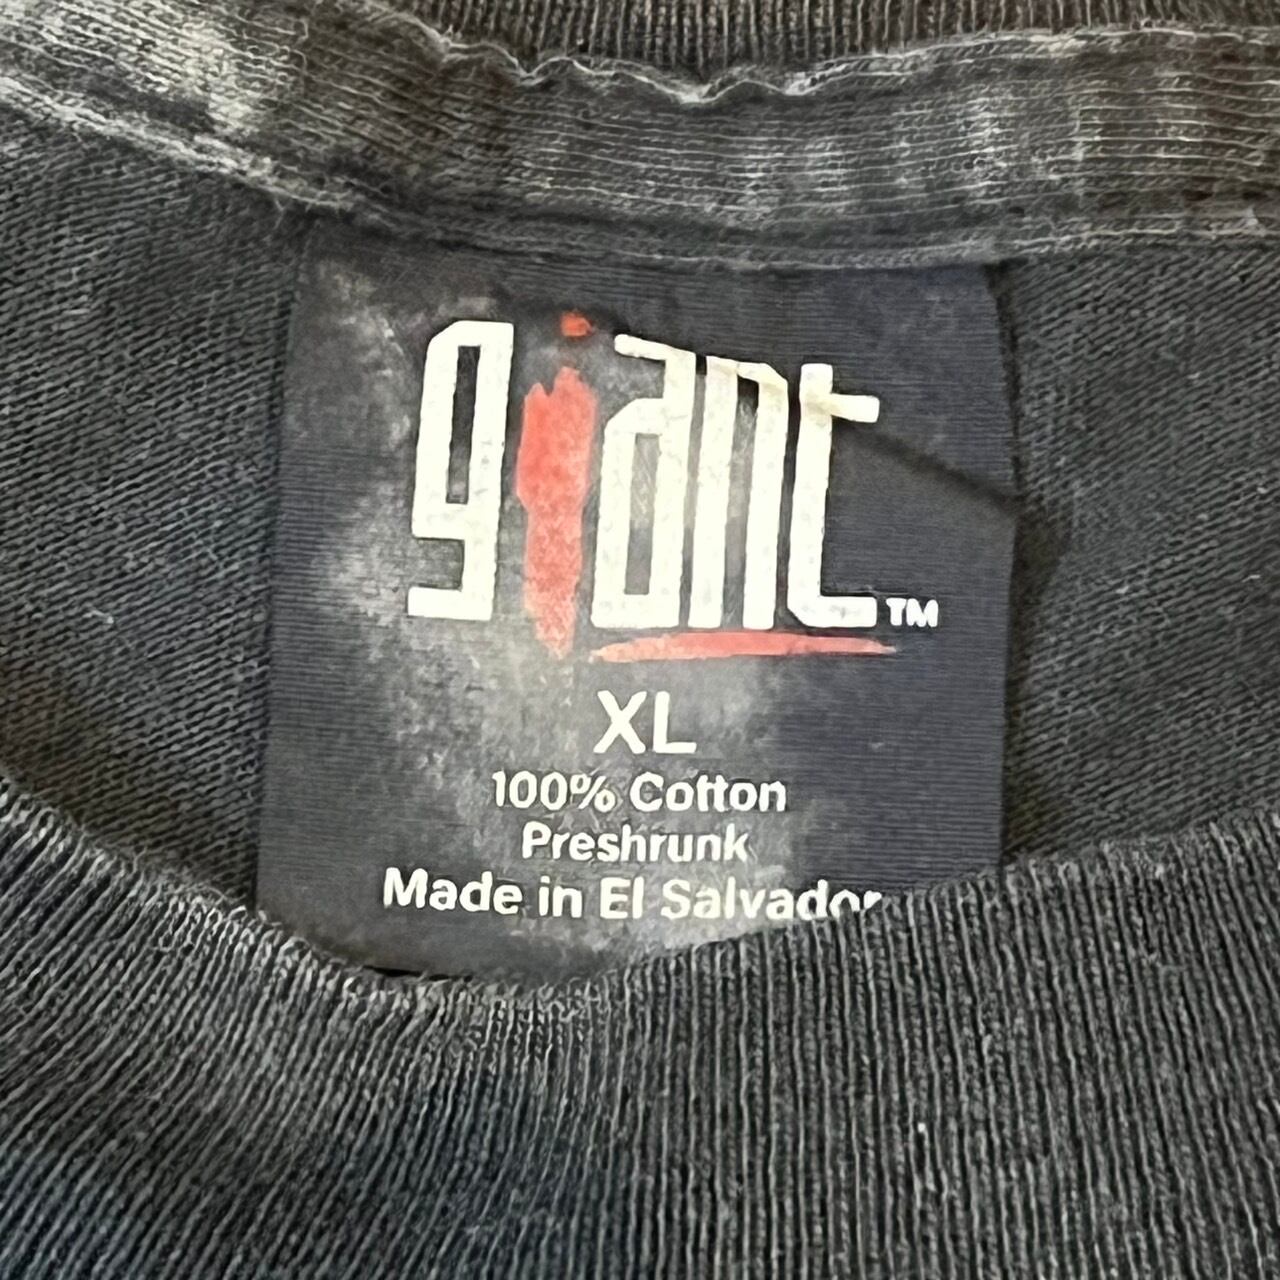 giant™
XL
100% Cotton
Preshrunk
Made in El Salvador